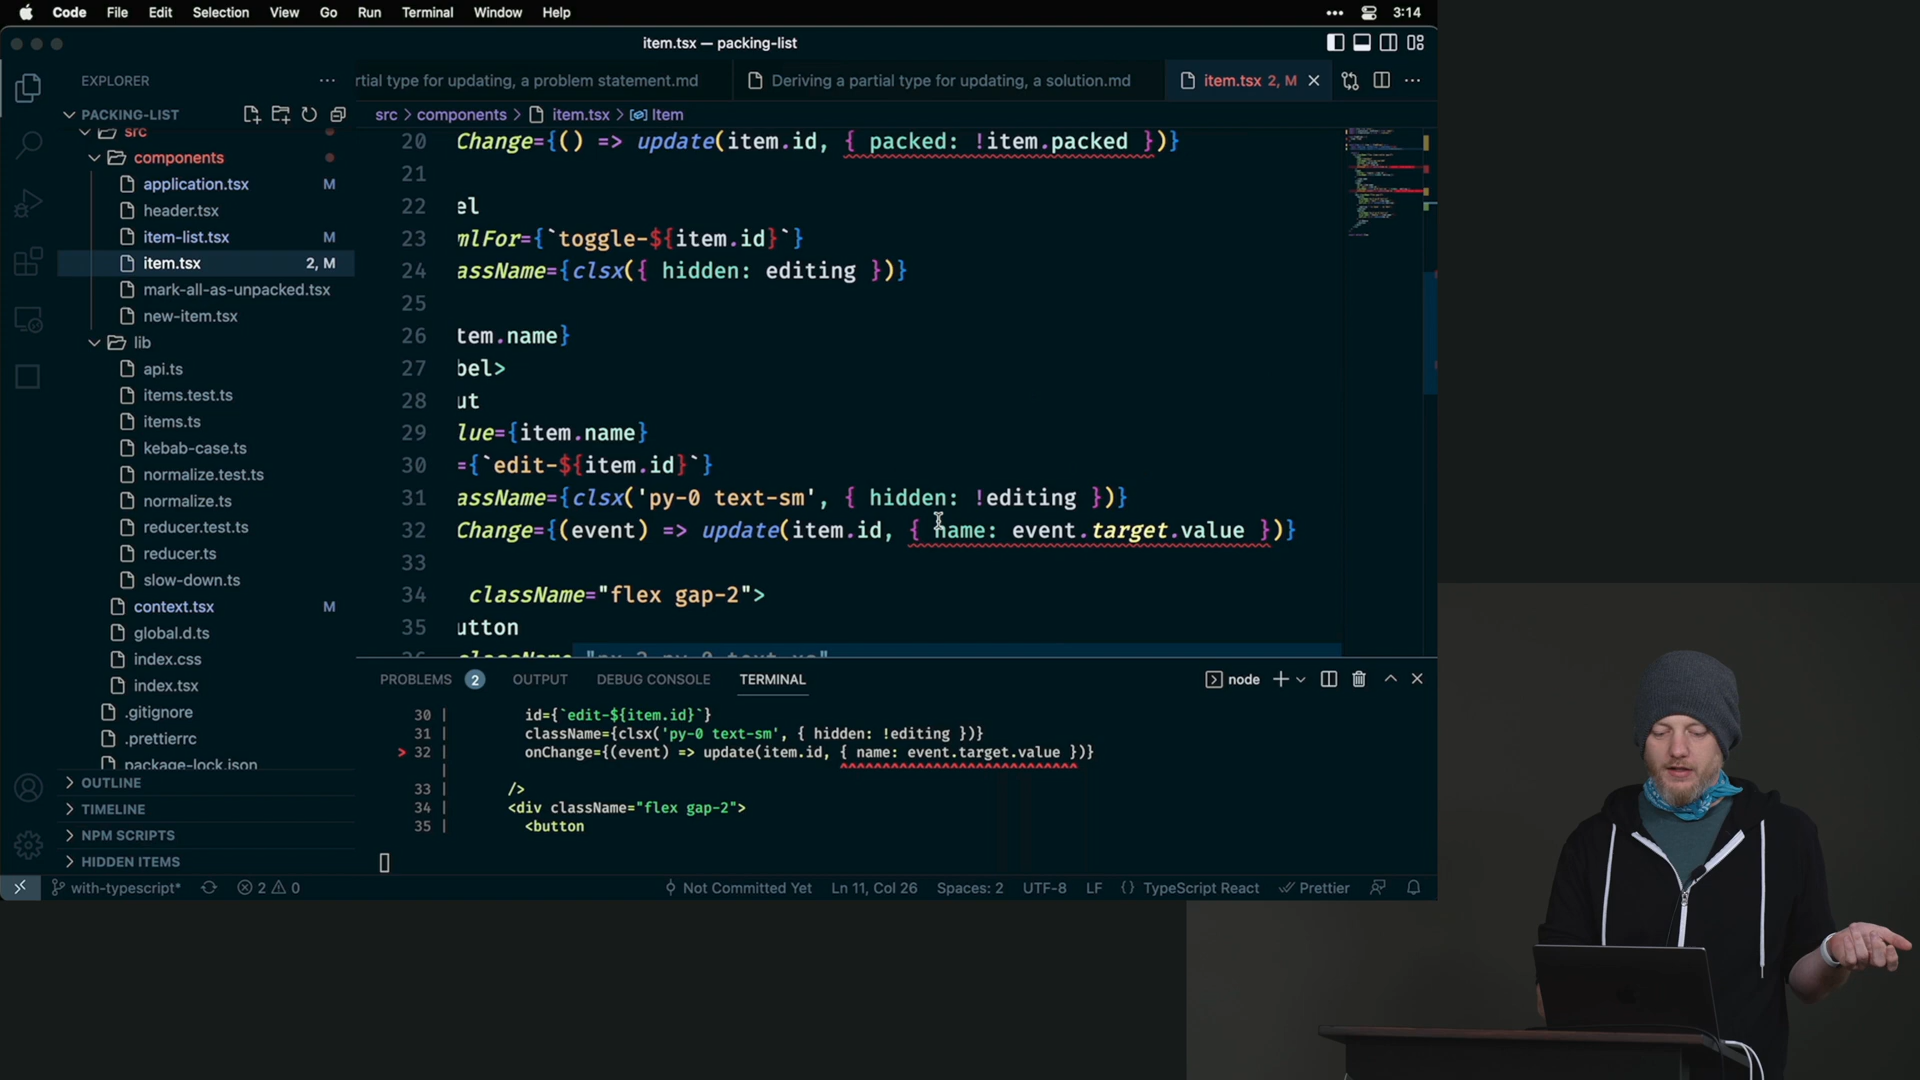 Code File Edit Selection View Go Run Terminal Window Help 3:14
item.tsx — packing-list
EXPLORER
rtial type for updating, a problem statement.md
Deriving a partial type for updating, a solution.md
item.tsx 2, M
PACKING-LIST
src > components > item.tsx > Item
src
components
application.tsx M
header.tsx
item-list.tsx M
item.tsx 2, M
mark-all-as-unpacked.tsx
new-item.tsx
lib
api.ts
items.test.ts
items.ts
kebab-case.ts
normalize.test.ts
normalize.ts
reducer.test.ts
reducer.ts
slow-down.ts
context.tsx M
global.d.ts
index.css
index.tsx
.gitignore
.prettierrc
package-lock.json
OUTLINE
TIMELINE
NPM SCRIPTS
HIDDEN ITEMS
20 Change={() => update(item.id, { packed: !item.packed })}
21
22 el
23 mlFor={`toggle-${item.id}`}
24 assName={clsx({ hidden: editing })}
25
26 tem.name}
27 bel>
28 ut
29 lue={item.name}
30 ={`edit-${item.id}`}
31 assName={clsx('py-0 text-sm', { hidden: !editing })}
32 Change={(event) => update(item.id, { name: event.target.value })}
33
34 className="flex gap-2">
35 utton
PROBLEMS 2 OUTPUT DEBUG CONSOLE TERMINAL node
30 | id={`edit-${item.id}`}
31 | className={clsx('py-0 text-sm', { hidden: !editing })}
> 32 | onChange={(event) => update(item.id, { name: event.target.value })}
|
33 | />
34 | <div className="flex gap-2">
35 | <button
with-typescript* 2 0 Not Committed Yet Ln 11, Col 26 Spaces: 2 UTF-8 LF {} TypeScript React Prettier